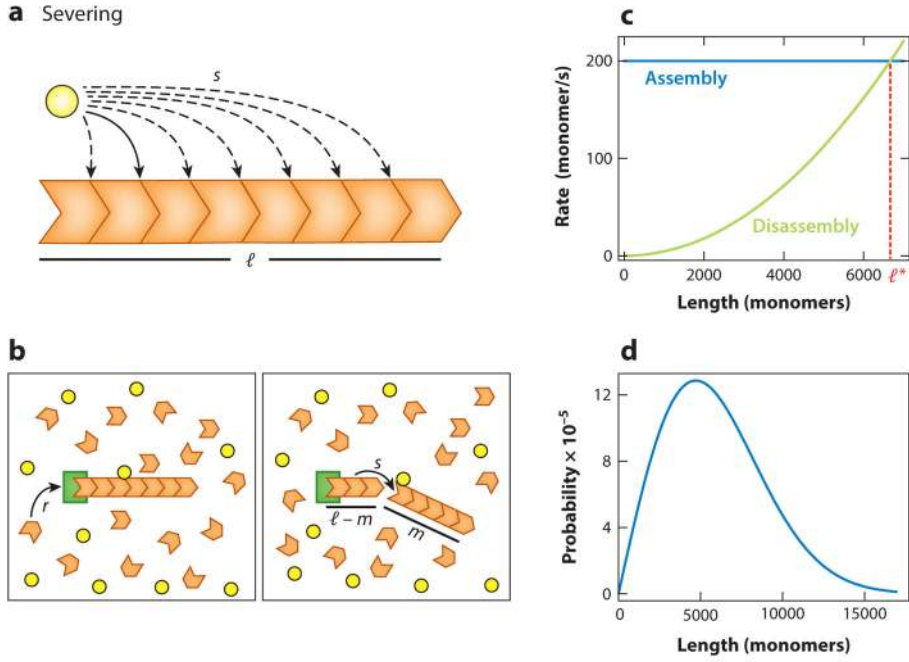 a Severing
s
ℓ
b
r
s
ℓ – m
m
c
Rate (monomer/s)
200
100
0
Assembly
Disassembly
0 2000 4000 6000 ℓ*
Length (monomers)
d
Probability × 10⁻⁵
12
8
4
0
0 5000 10000 15000
Length (monomers)